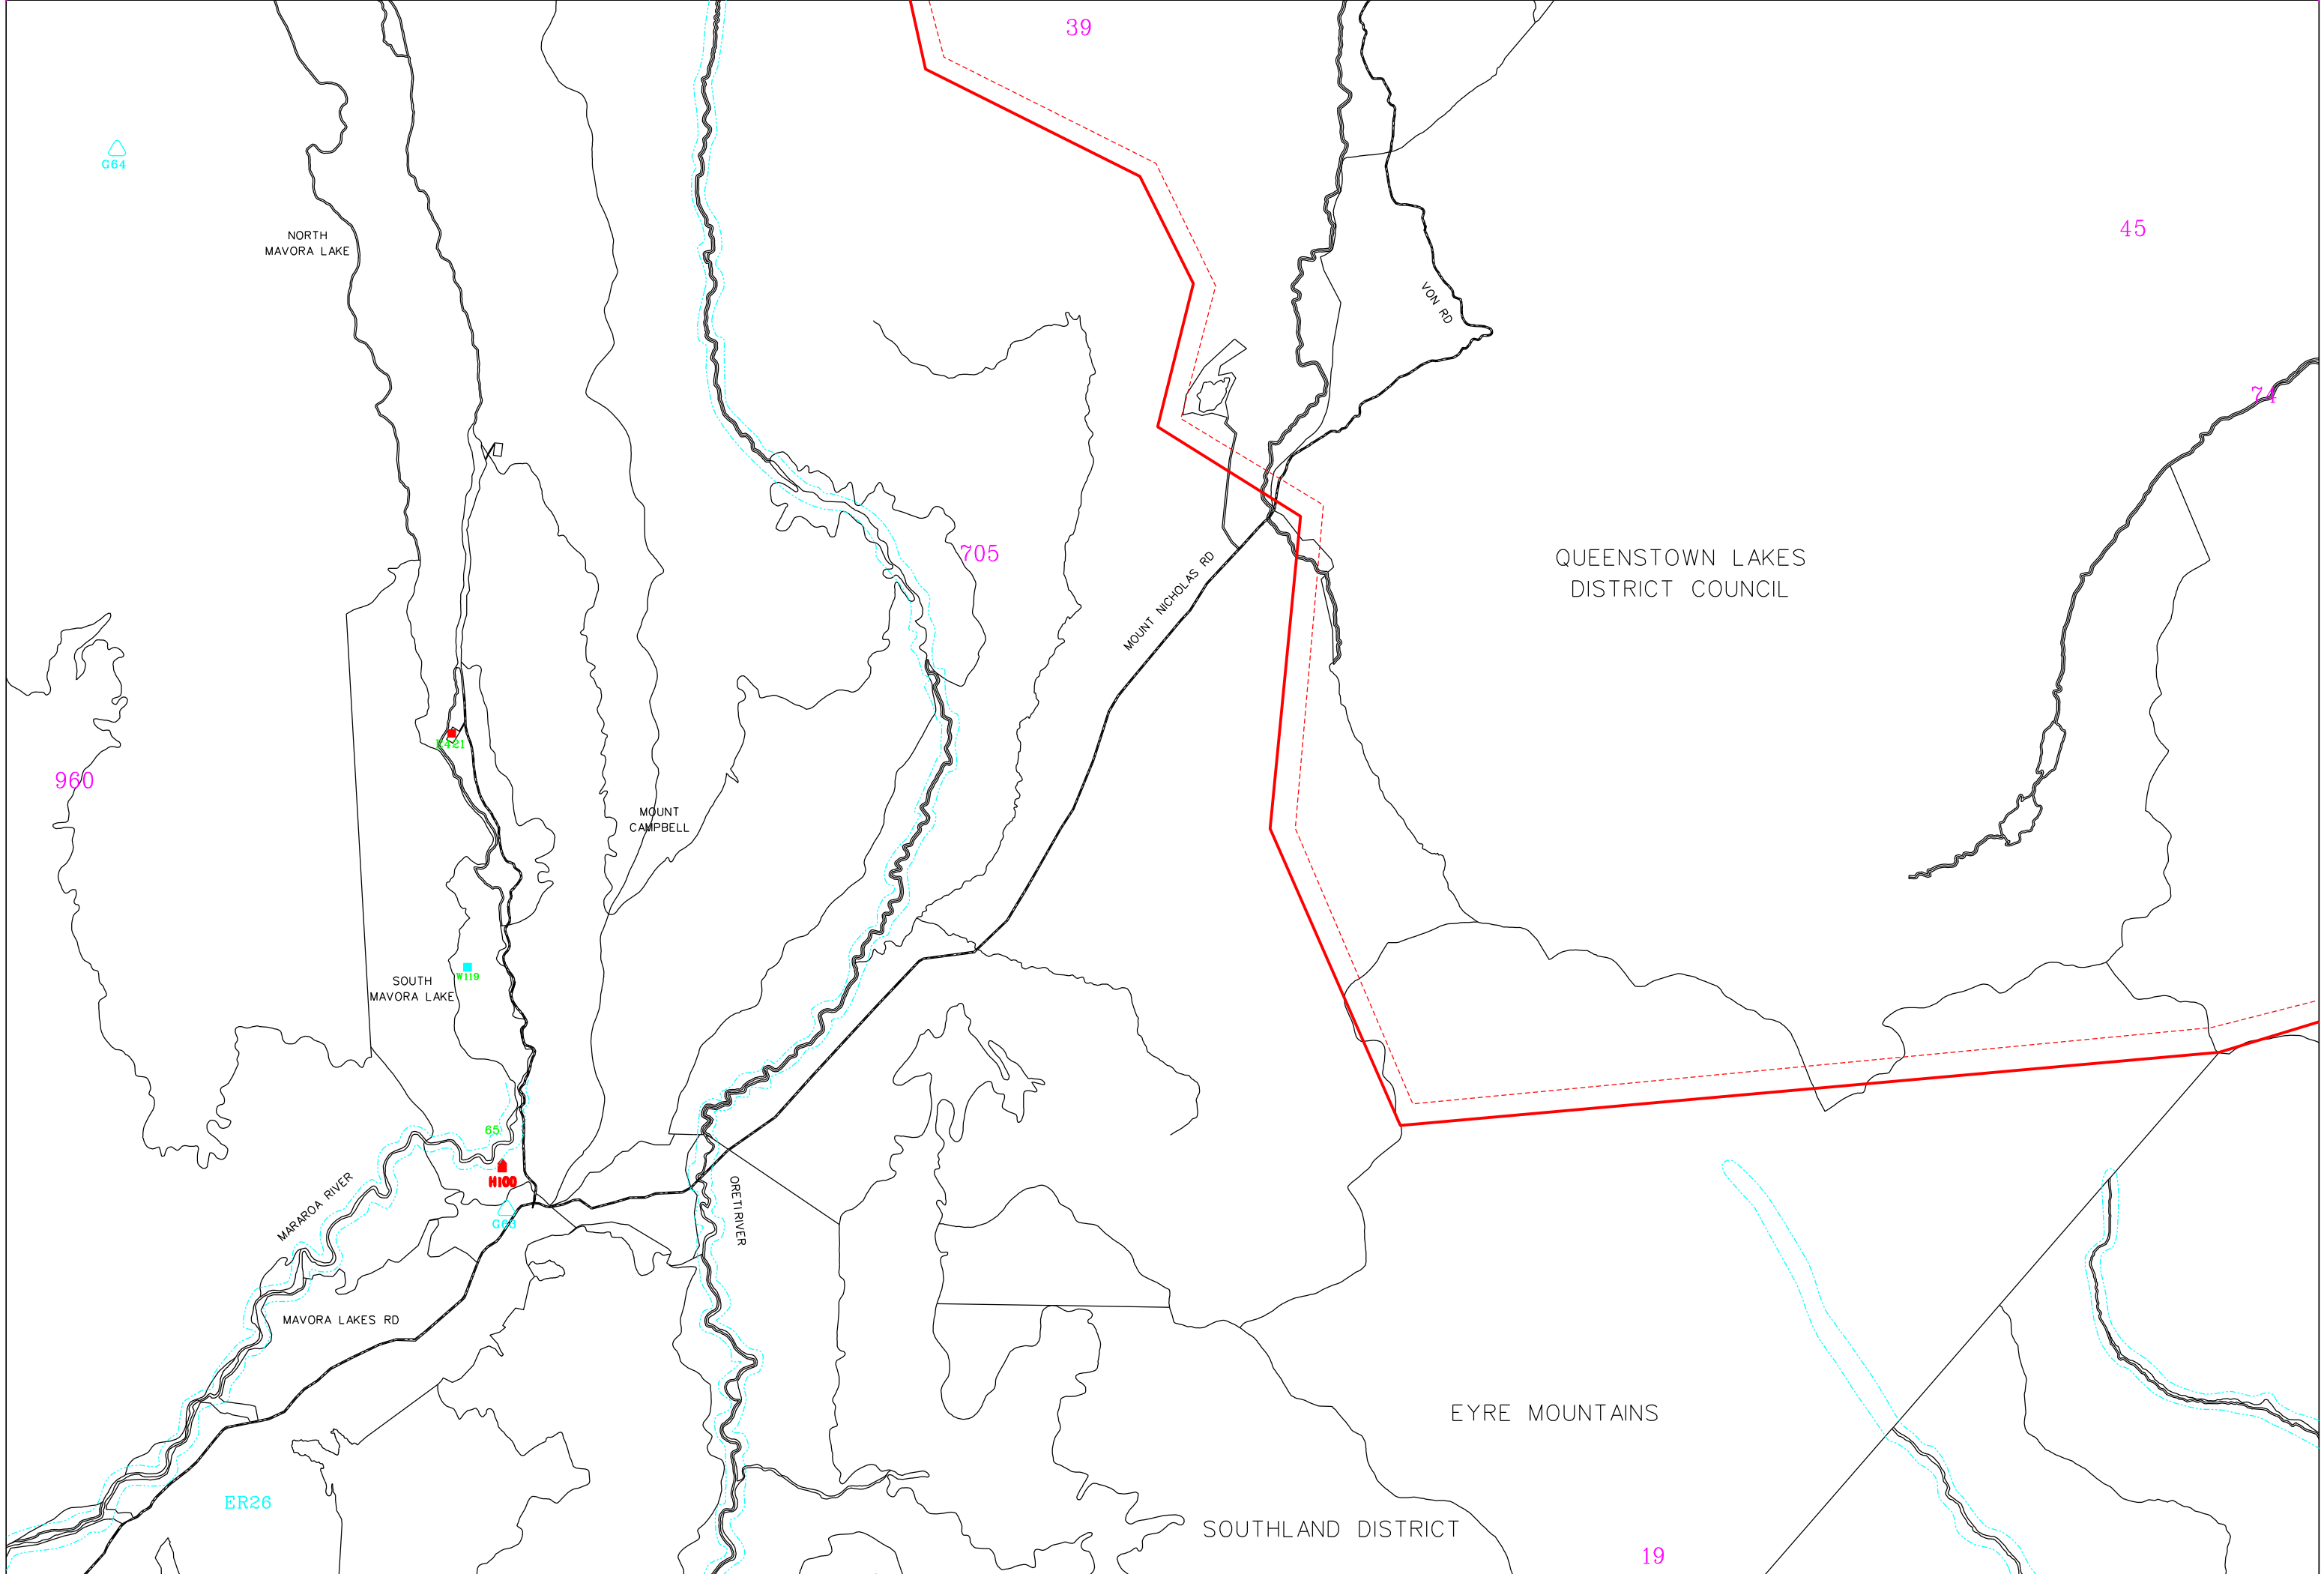 39
G64
45
NORTH
MAVORA LAKE
VON RD
74
705
MOUNT NICHOLAS RD
QUEENSTOWN LAKES
DISTRICT COUNCIL
E421
960
MOUNT
CAMPBELL
W119
SOUTH
MAVORA LAKE
65
H100
MARAROA RIVER
ORETI RIVER
G63
MAVORA LAKES RD
EYRE MOUNTAINS
ER26
SOUTHLAND DISTRICT
19